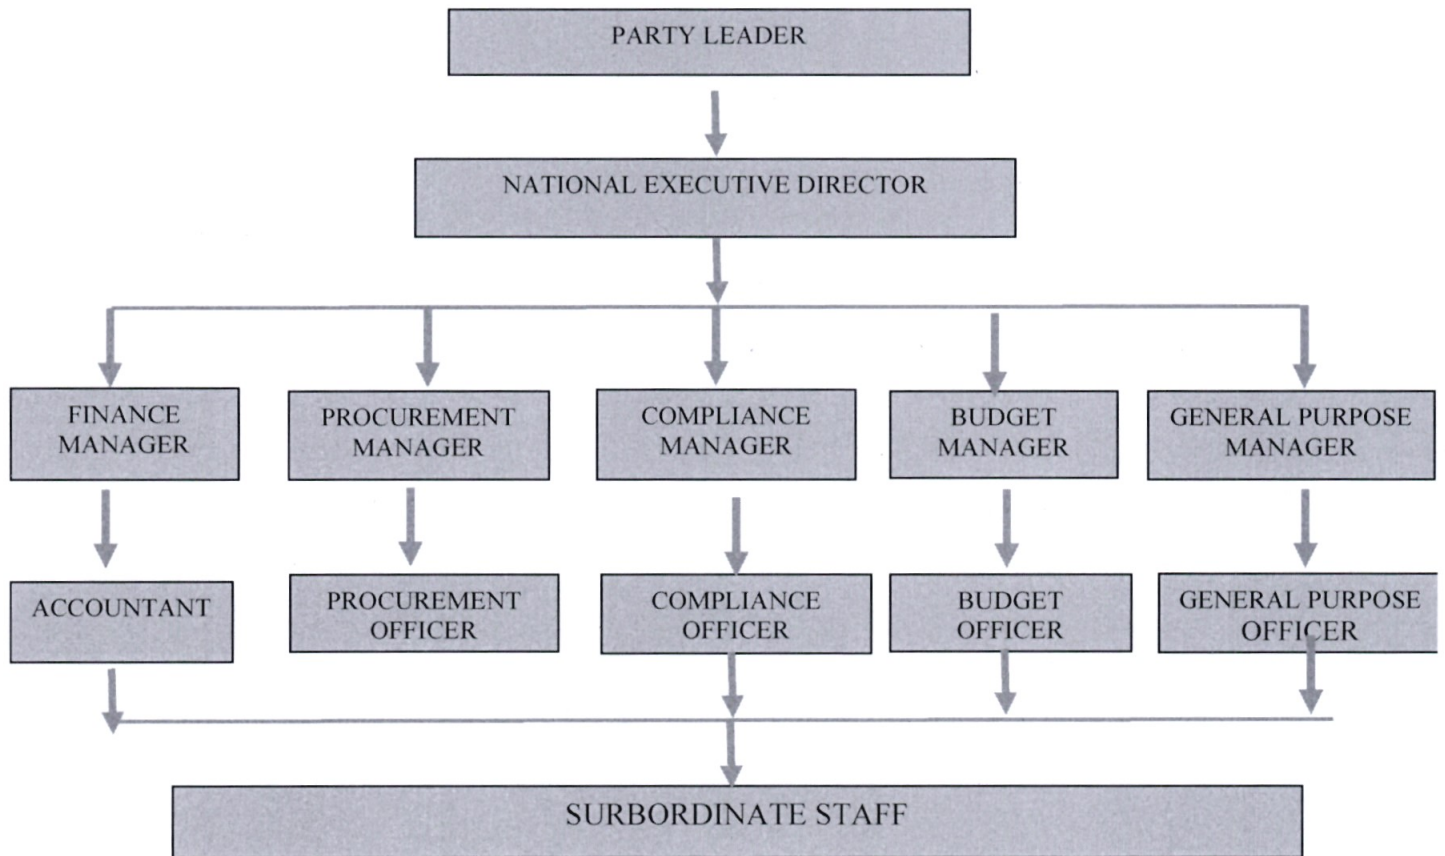 PARTY LEADER
NATIONAL EXECUTIVE DIRECTOR
FINANCE
MANAGER
PROCUREMENT
MANAGER
COMPLIANCE
MANAGER
BUDGET
MANAGER
GENERAL PURPOSE
MANAGER
ACCOUNTANT
PROCUREMENT
OFFICER
COMPLIANCE
OFFICER
BUDGET
OFFICER
GENERAL PURPOSE
OFFICER
SURBORDINATE STAFF